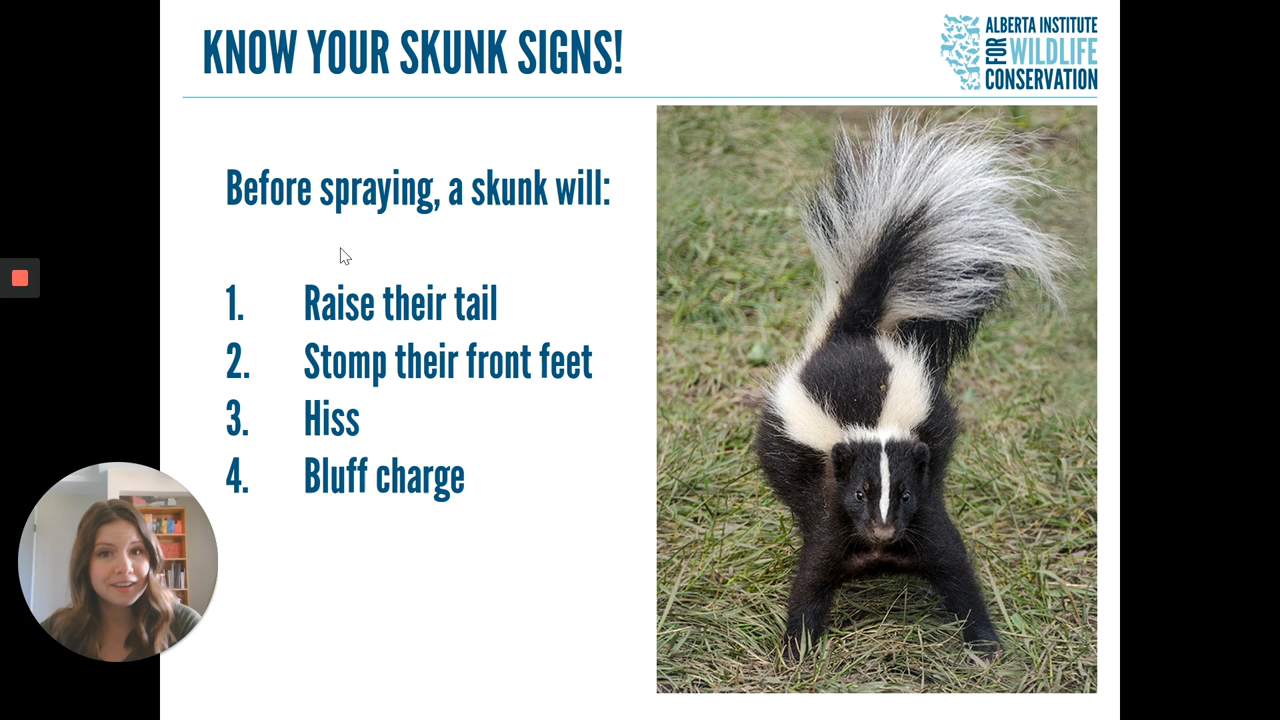 KNOW YOUR SKUNK SIGNS!
ALBERTA INSTITUTE
FOR WILDLIFE
CONSERVATION
Before spraying, a skunk will:
1. Raise their tail
2. Stomp their front feet
3. Hiss
4. Bluff charge